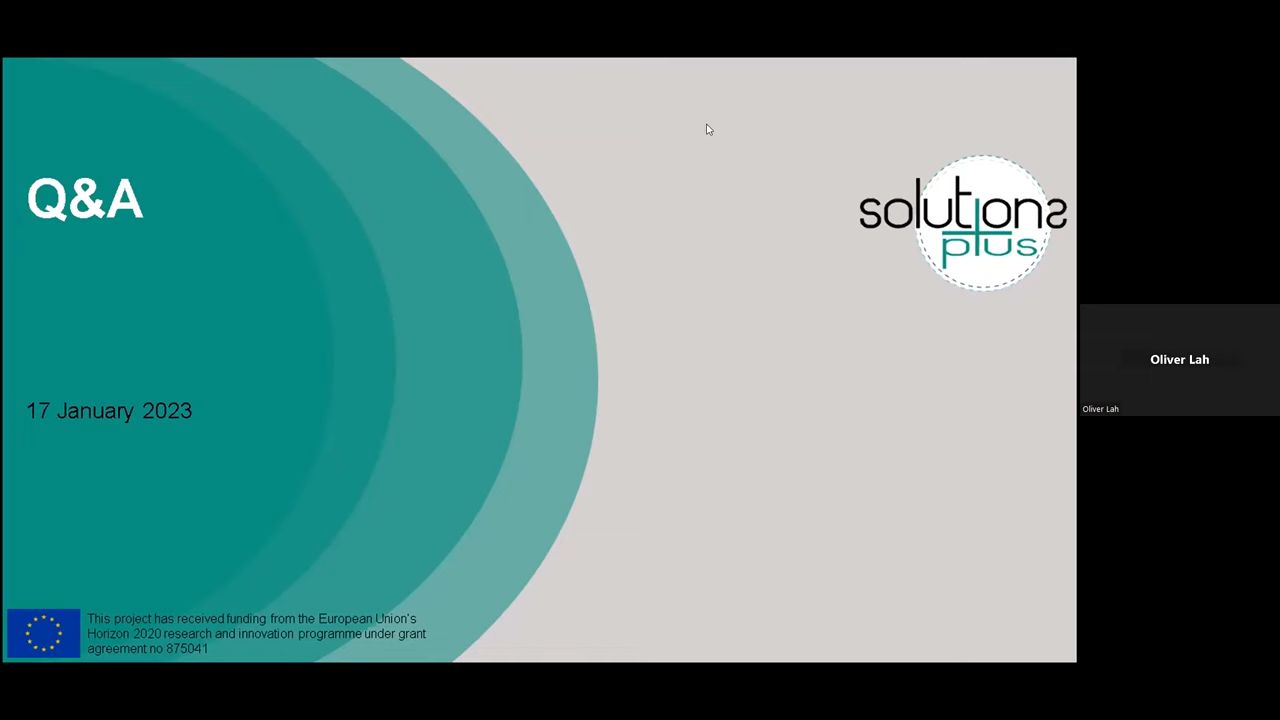 Q&A
solutions
plus
17 January 2023
This project has received funding from the European Union's
Horizon 2020 research and innovation programme under grant
agreement no 875041
Oliver Lah
Oliver Lah